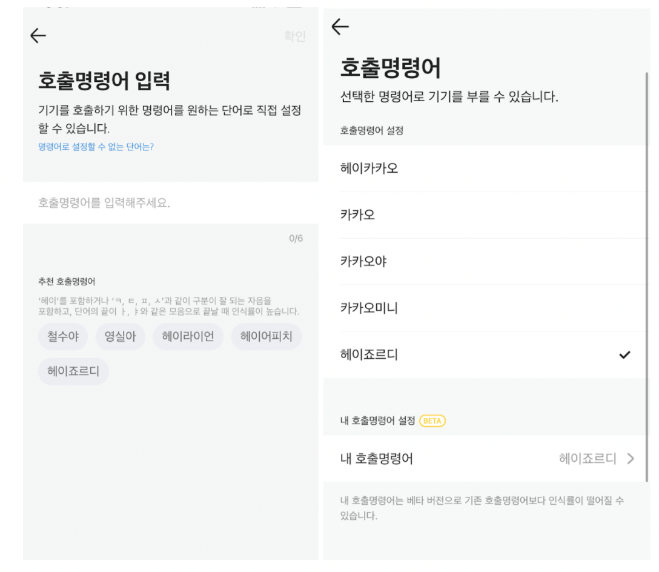 확인
호출명령어 입력
기기를 호출하기 위한 명령어를 원하는 단어로 직접 설정
할 수 있습니다.
명령어로 설정할 수 없는 단어는?
호출명령어를 입력해주세요.
0/6
추천 호출명령어
'헤이'를 포함하거나 'ㅋ, ㅌ, ㅍ, ㅅ'과 같이 구분이 잘 되는 자음을
포함하고, 단어의 끝이 ㅏ, ㅑ와 같은 모음으로 끝날 때 인식률이 높습니다.
철수야 영실아 헤이라이언 헤이어피치
헤이죠르디
호출명령어
선택한 명령어로 기기를 부를 수 있습니다.
호출명령어 설정
헤이카카오
카카오
카카오야
카카오미니
헤이죠르디
내 호출명령어 설정 BETA
내 호출명령어 헤이죠르디
내 호출명령어는 베타 버전으로 기존 호출명령어보다 인식률이 떨어질 수
있습니다.